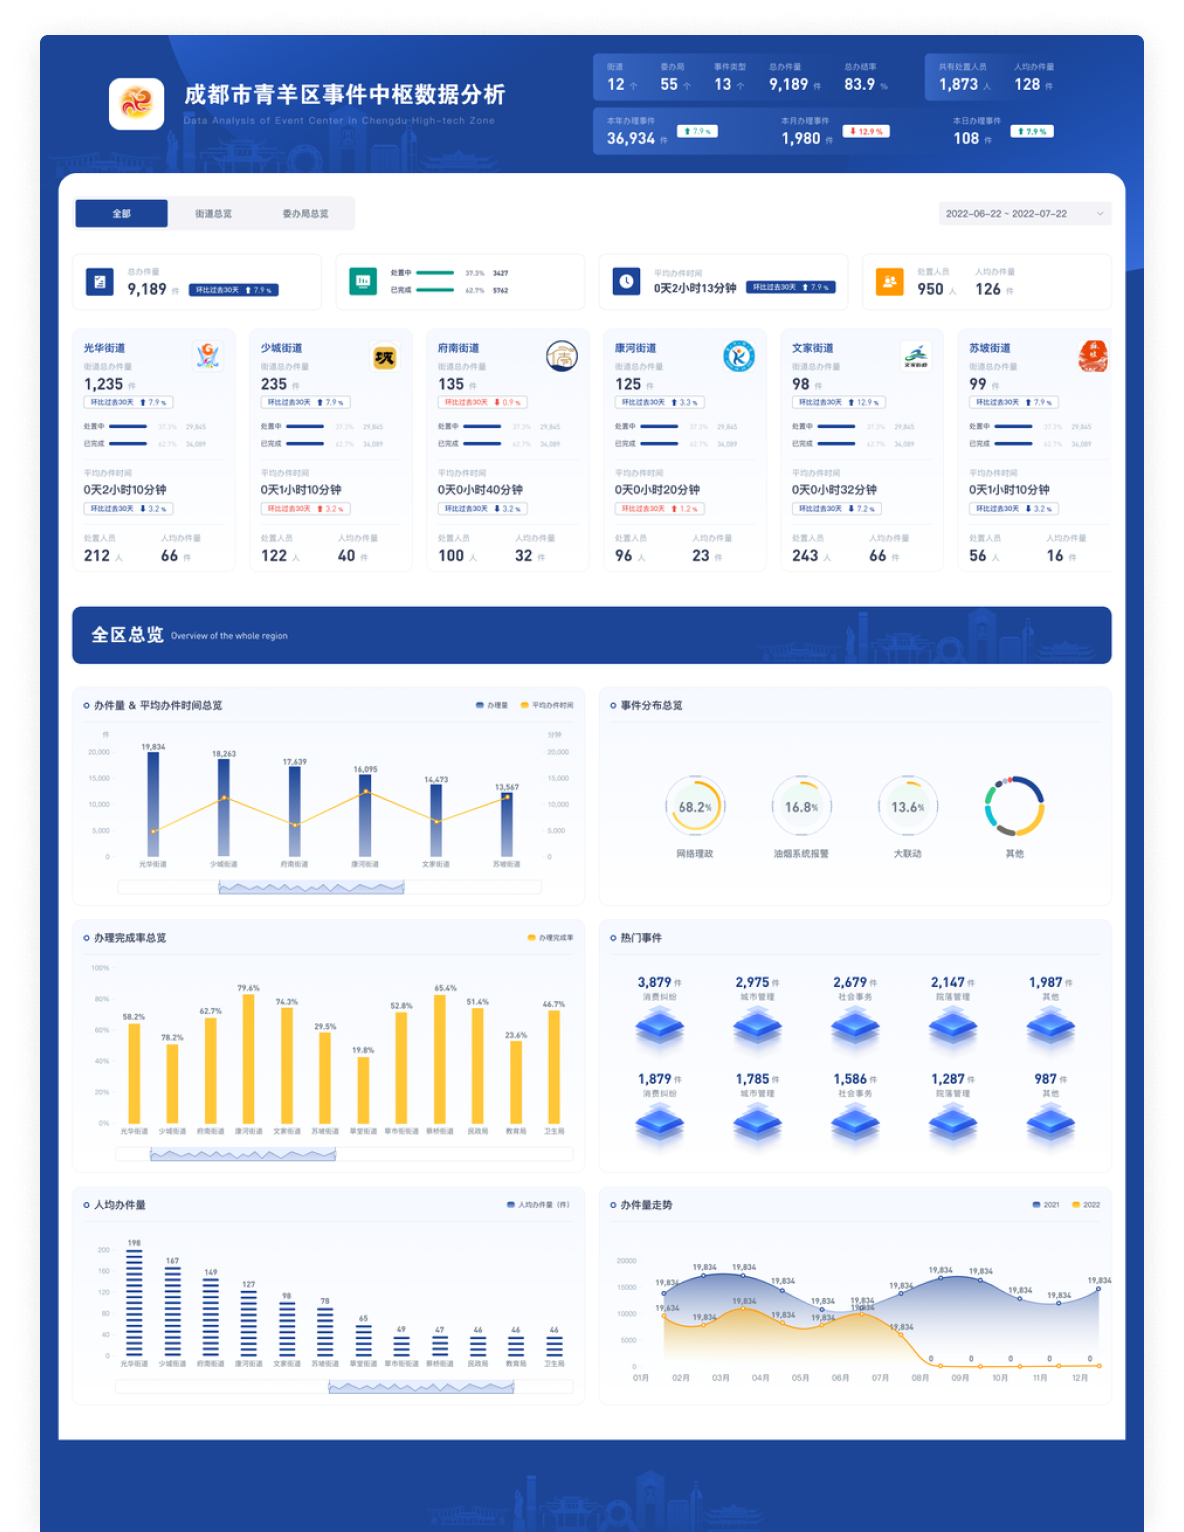 成都市青羊区事件中枢数据分析
Data Analysis of Event Center in Chengdu High-tech Zone
街道 委办局 事件类型 总办件量 总办结率
12 个 55 个 13 个 9,189 件 83.9 %
共有处置人员 人均办件量
1,873 人 128 件
本年办理事件 本月办理事件 本日办理事件
36,934 件 7.9 % 1,980 件 12.9 % 108 件 7.9 %
全部 街道总览 委办局总览
2022-06-22 ~ 2022-07-22
总办件量
9,189 件 环比过去30天 7.9 %
处置中 37.3% 3427
已完成 62.7% 5762
平均办件时间
0天2小时13分钟 环比过去30天 7.9 %
处置人员 人均办件量
950 人 126 件
光华街道
街道总办件量
1,235 件
环比过去30天 7.9 %
处置中 37.3% 29,845
已完成 62.7% 34,089
平均办件时间
0天2小时10分钟
环比过去30天 3.2 %
处置人员 人均办件量
212 人 66 件
少城街道
街道总办件量
235 件
环比过去30天 7.9 %
处置中 37.3% 29,845
已完成 62.7% 34,089
平均办件时间
0天1小时10分钟
环比过去30天 3.2 %
处置人员 人均办件量
122 人 40 件
府南街道
街道总办件量
135 件
环比过去30天 0.9 %
处置中 37.3% 29,845
已完成 62.7% 34,089
平均办件时间
0天0小时40分钟
环比过去30天 3.2 %
处置人员 人均办件量
100 人 32 件
康河街道
街道总办件量
125 件
环比过去30天 3.3 %
处置中 37.3% 29,845
已完成 62.7% 34,089
平均办件时间
0天0小时20分钟
环比过去30天 1.2 %
处置人员 人均办件量
96 人 23 件
文家街道
文家街道
街道总办件量
98 件
环比过去30天 12.9 %
处置中 37.3% 29,845
已完成 62.7% 34,089
平均办件时间
0天0小时32分钟
环比过去30天 7.2 %
处置人员 人均办件量
243 人 66 件
苏坡街道
街道总办件量
99 件
环比过去30天 7.9 %
处置中 37.3% 29,845
已完成 62.7% 34,089
平均办件时间
0天1小时10分钟
环比过去30天 3.2 %
处置人员 人均办件量
56 人 16 件
全区总览 Overview of the whole region
办件量 & 平均办件时间总览
办理量 平均办件时间
件 分钟
20,000
15,000
10,000
5,000
0
19,834 18,263 17,639 16,095 14,473 13,567
20,000
15,000
10,000
5,000
0
光华街道 少城街道 府南街道 康河街道 文家街道 苏坡街道
事件分布总览
68.2% 16.8% 13.6%
网络理政 油烟系统报警 大联动 其他
办理完成率总览
办理完成率
100%
80%
60%
40%
20%
0%
58.2% 78.2% 62.7% 79.6% 74.3% 29.5% 19.8% 52.8% 65.4% 51.4% 23.6% 46.7%
光华街道 少城街道 府南街道 康河街道 文家街道 苏坡街道 草堂街道 草市街街道 蔡桥街道 民政局 教育局 卫生局
热门事件
3,879 件 2,975 件 2,679 件 2,147 件 1,987 件
消费纠纷 城市管理 社会事务 院落管理 其他
1,879 件 1,785 件 1,586 件 1,287 件 987 件
消费纠纷 城市管理 社会事务 院落管理 其他
人均办件量
人均办件量（件）
200
160
120
80
40
0
198 167 149 127 98 78 65 49 47 46 46 46
光华街道 少城街道 府南街道 康河街道 文家街道 苏坡街道 草堂街道 草市街街道 蔡桥街道 民政局 教育局 卫生局
办件量走势
2021 2022
20000
15000
10000
5000
0
19,834 19,834 19,834 19,834 19,834 19,834 19,834 19,834 19,834 19,834 19,834 19,834
19,634 19,834 19,834 19,834 19,834 19,834 19,834 0 0 0 0 0
01月 02月 03月 04月 05月 06月 07月 08月 09月 10月 11月 12月